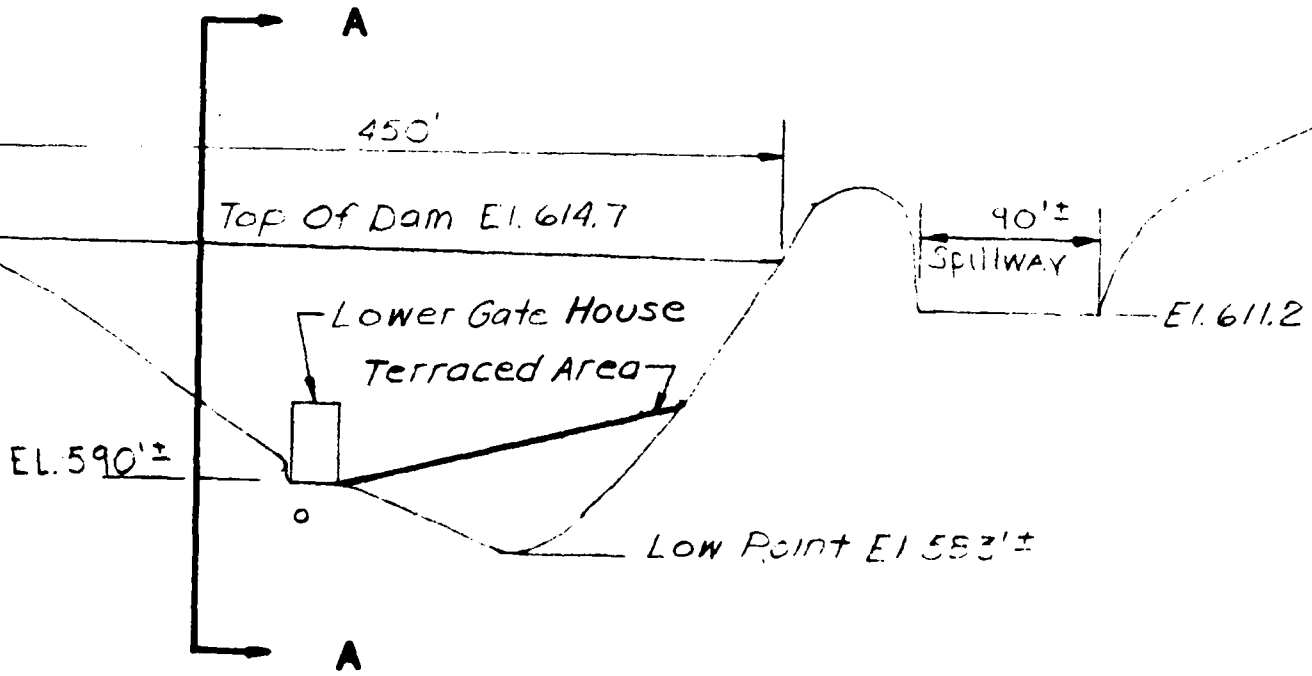 A
450'
Top Of Dam El. 614.7
90'±
Spillway
El. 611.2
Lower Gate House
Terraced Area
EL. 590'±
Low Point El
A